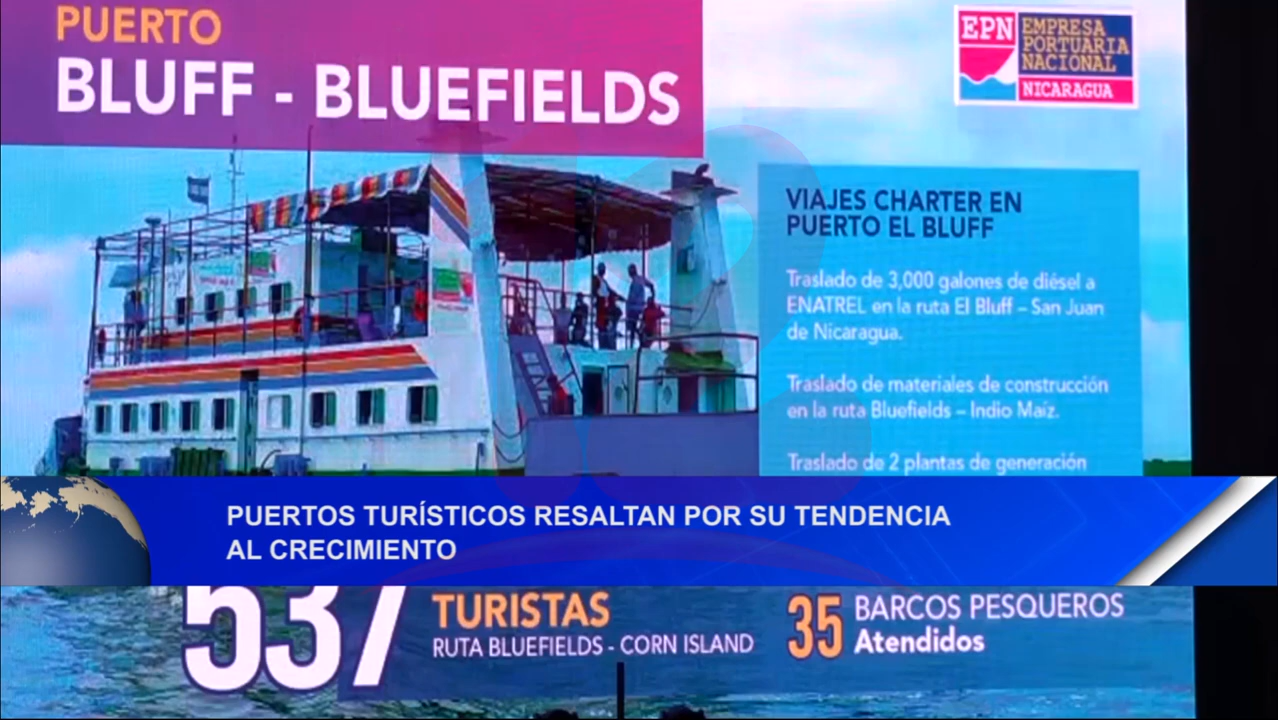 PUERTO
BLUFF - BLUEFIELDS
EPN
EMPRESA
PORTUARIA
NACIONAL
NICARAGUA
VIAJES CHARTER EN
PUERTO EL BLUFF
Traslado de 3,000 galones de diésel a
ENATREL en la ruta El Bluff – San Juan
de Nicaragua.
Traslado de materiales de construcción
en la ruta Bluefields – Indio Maíz.
Traslado de 2 plantas de generación
PUERTOS TURÍSTICOS RESALTAN POR SU TENDENCIA
AL CRECIMIENTO
537
TURISTAS
RUTA BLUEFIELDS - CORN ISLAND
35
BARCOS PESQUEROS
Atendidos